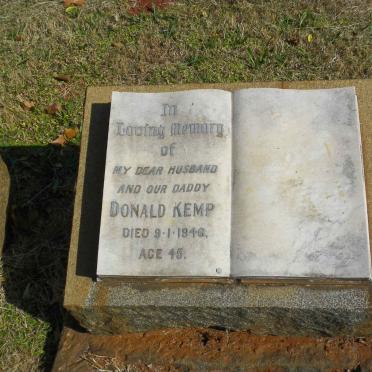 In
Loving Memory
of
MY DEAR HUSBAND
AND OUR DADDY
DONALD KEMP
DIED 9·1·1946,
AGE 45.